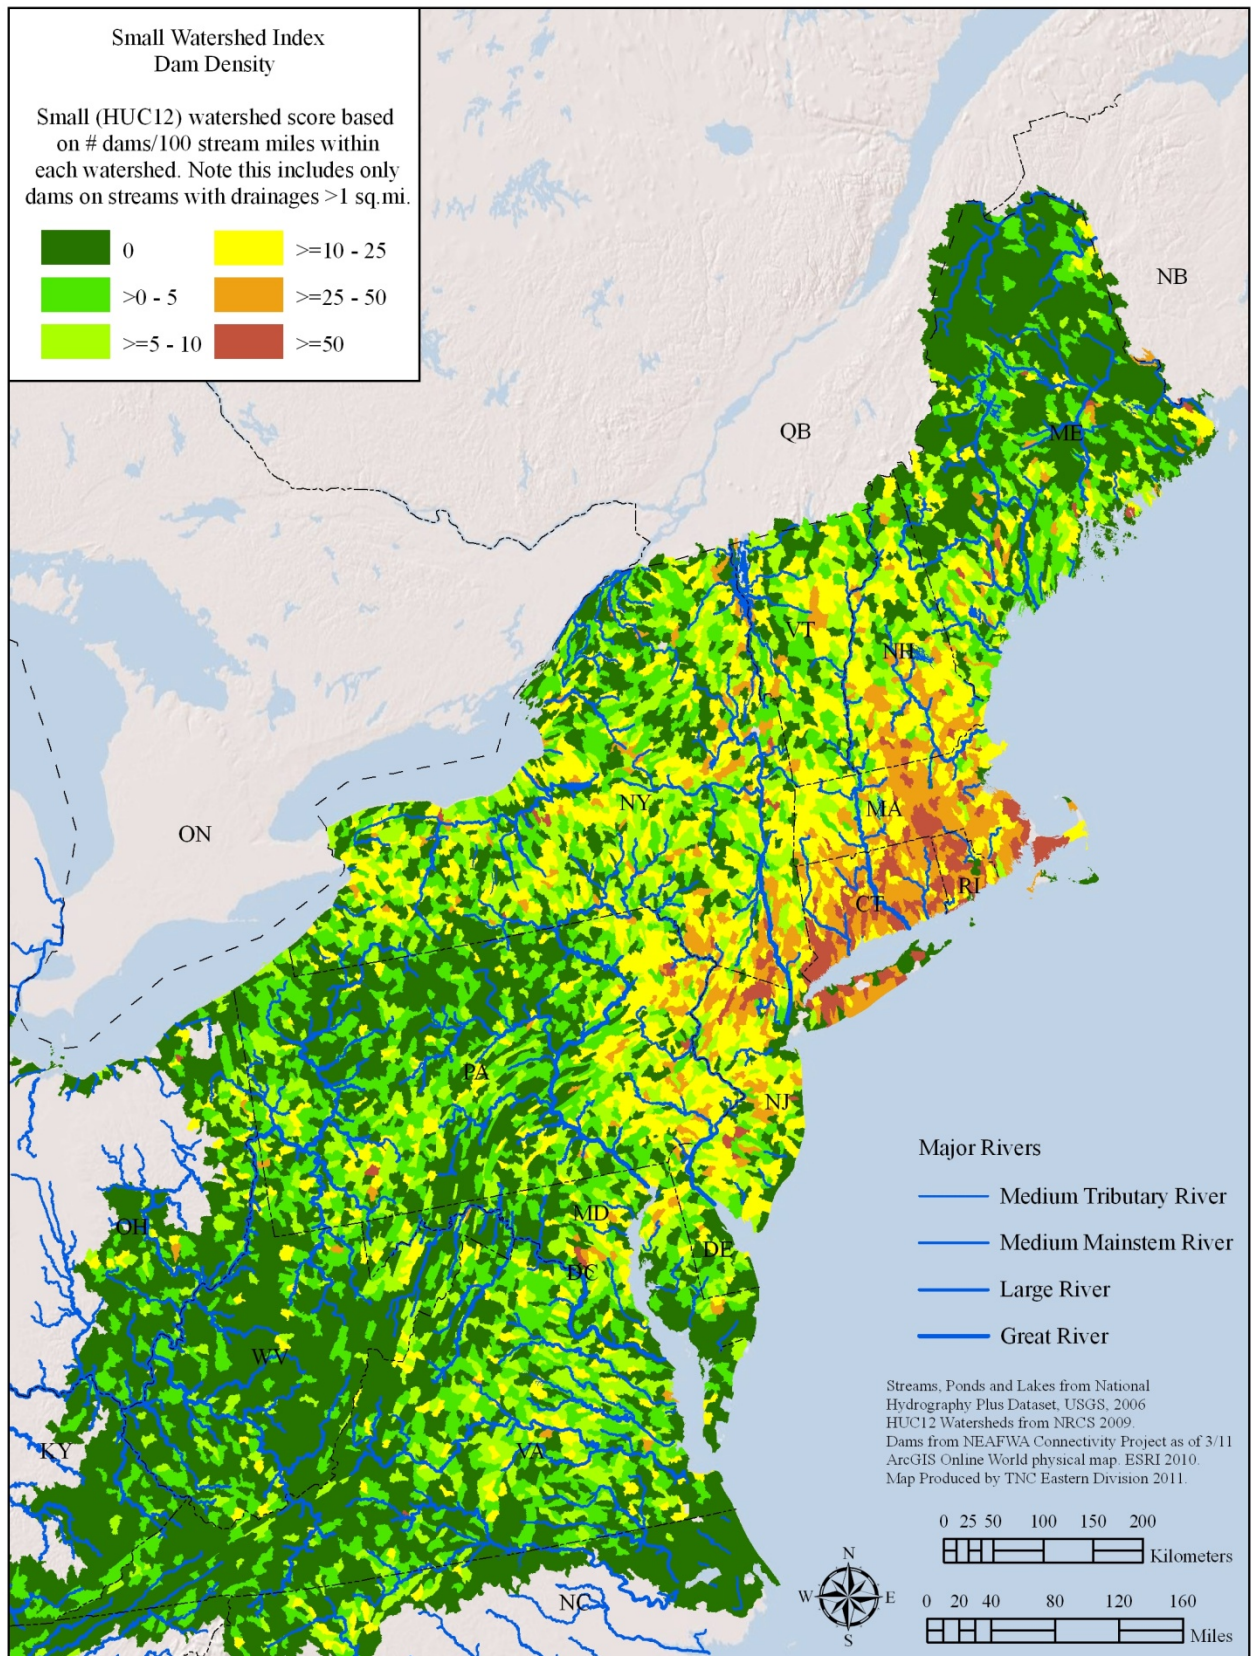 Small Watershed Index
Dam Density
Small (HUC12) watershed score based
on # dams/100 stream miles within
each watershed. Note this includes only
dams on streams with drainages >1 sq.mi.
0
>=10 - 25
>0 - 5
>=25 - 50
>=5 - 10
>=50
NB
QB
ME
VT
NH
NY
ON
MA
CT
RI
PA
NJ
OH
MD
DE
DC
WV
KY
VA
NC
Major Rivers
Medium Tributary River
Medium Mainstem River
Large River
Great River
Streams, Ponds and Lakes from National
Hydrography Plus Dataset, USGS, 2006
HUC12 Watersheds from NRCS 2009.
Dams from NEAFWA Connectivity Project as of 3/11
ArcGIS Online World physical map. ESRI 2010.
Map Produced by TNC Eastern Division 2011.
0 25 50 100 150 200
Kilometers
N
W E
S
0 20 40 80 120 160
Miles